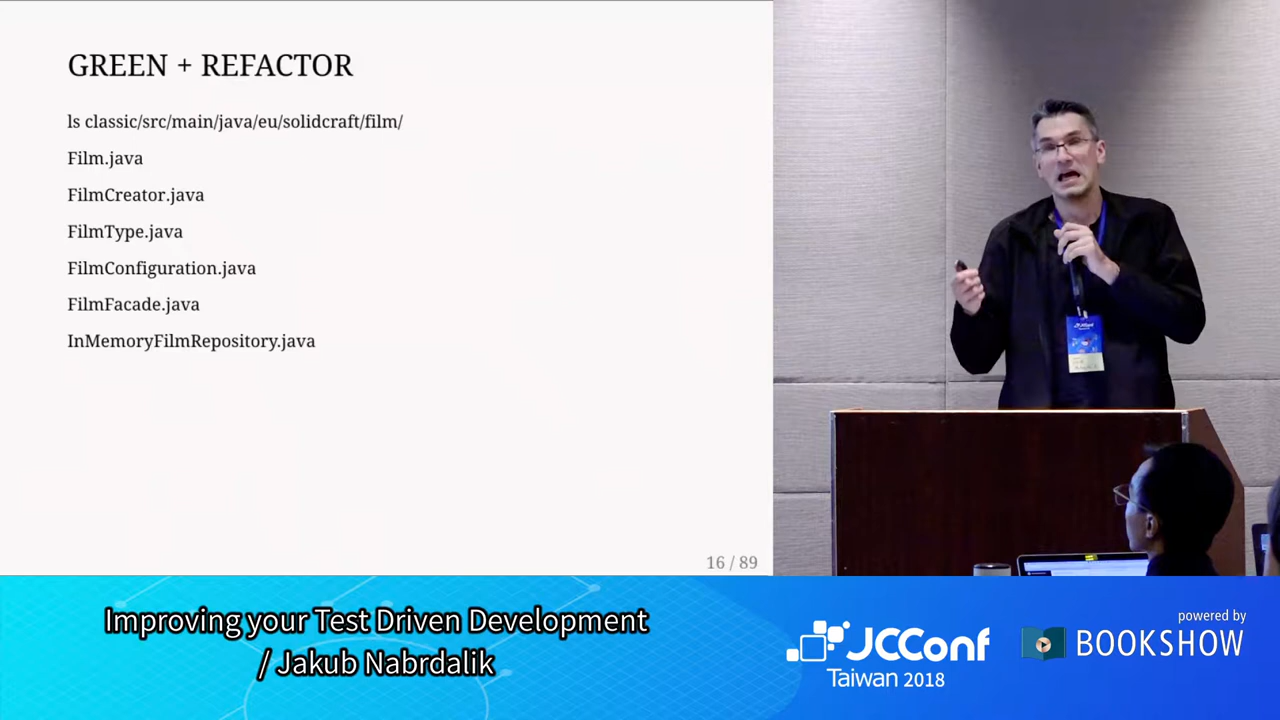 GREEN + REFACTOR
ls classic/src/main/java/eu/solidcraft/film/
Film.java
FilmCreator.java
FilmType.java
FilmConfiguration.java
FilmFacade.java
InMemoryFilmRepository.java
16 / 89
Improving your Test Driven Development
/ Jakub Nabrdalik
JCConf
Taiwan 2018
powered by
BOOKSHOW